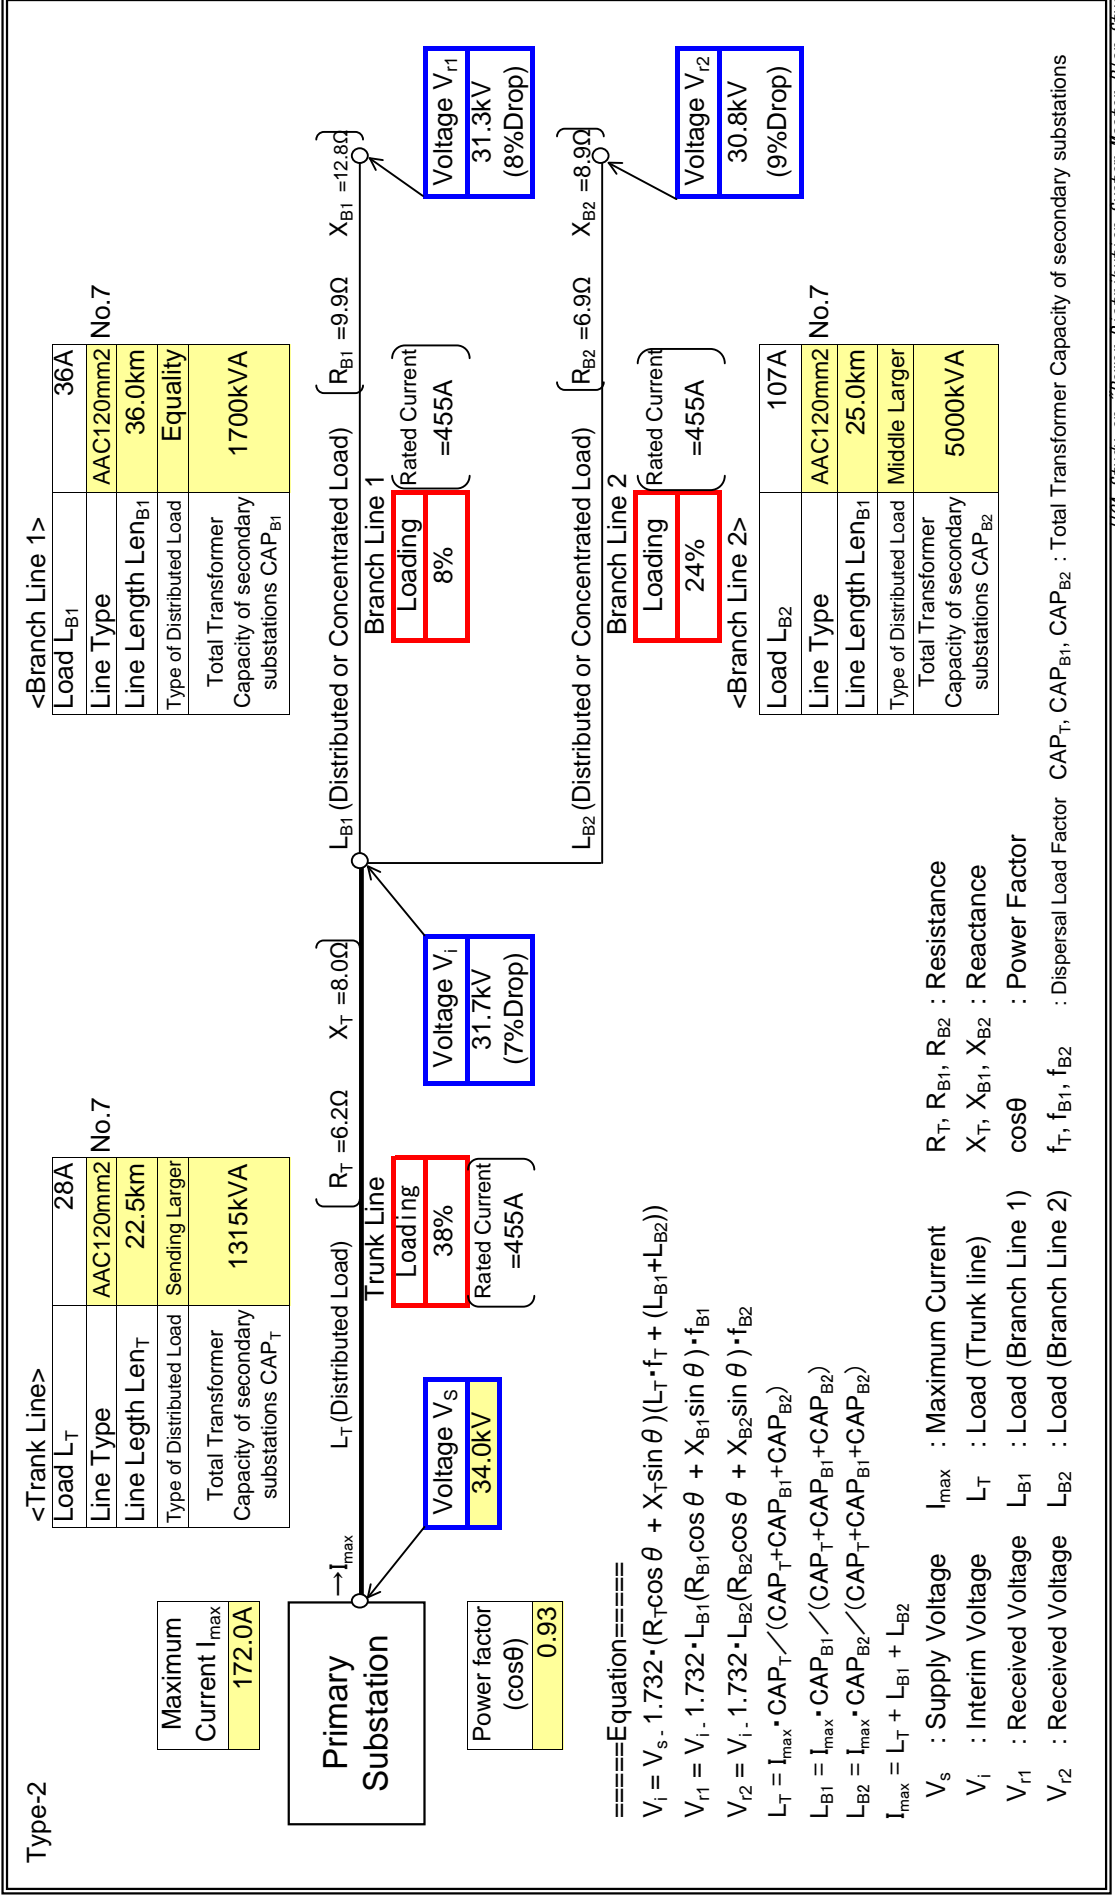 Type-2
Maximum
Current Imax
172.0A
<Trank Line>
Load LT 28A
Line Type AAC120mm2 No.7
Line Legth LenT 22.5km
Type of Distributed Load Sending Larger
Total Transformer
Capacity of secondary
substations CAPT
1315kVA
<Branch Line 1>
Load LB1 36A
Line Type AAC120mm2 No.7
Line Length LenB1 36.0km
Type of Distributed Load Equality
Total Transformer
Capacity of secondary
substations CAPB1
1700kVA
Primary
Substation
→Imax
LT (Distributed Load)
RT =6.2Ω XT =8.0Ω
LB1 (Distributed or Concentrated Load)
RB1 =9.9Ω XB1 =12.8Ω
Trunk Line
Loading
38%
Rated Current
=455A
Branch Line 1
Loading
8%
Rated Current
=455A
Voltage VS
34.0kV
Voltage Vi
31.7kV
(7%Drop)
Voltage Vr1
31.3kV
(8%Drop)
Power factor
(cosθ)
0.93
LB2 (Distributed or Concentrated Load)
RB2 =6.9Ω XB2 =8.9Ω
Branch Line 2
Loading
24%
Rated Current
=455A
Voltage Vr2
30.8kV
(9%Drop)
<Branch Line 2>
Load LB2 107A
Line Type AAC120mm2 No.7
Line Length LenB1 25.0km
Type of Distributed Load Middle Larger
Total Transformer
Capacity of secondary
substations CAPB2
5000kVA
=====Equation=====
Vi = Vs - 1.732・(RTcosθ + XTsinθ)(LT・fT + (LB1+LB2))
Vr1 = Vi - 1.732・LB1(RB1cosθ + XB1sinθ)・fB1
Vr2 = Vi - 1.732・LB2(RB2cosθ + XB2sinθ)・fB2
LT = Imax・CAPT／(CAPT+CAPB1+CAPB2)
LB1 = Imax・CAPB1／(CAPT+CAPB1+CAPB2)
LB2 = Imax・CAPB2／(CAPT+CAPB1+CAPB2)
Imax = LT + LB1 + LB2
Vs : Supply Voltage Imax : Maximum Current RT, RB1, RB2 : Resistance
Vi : Interim Voltage LT : Load (Trunk line) XT, XB1, XB2 : Reactance
Vr1 : Received Voltage LB1 : Load (Branch Line 1) cosθ : Power Factor
Vr2 : Received Voltage LB2 : Load (Branch Line 2) fT, fB1, fB2 : Dispersal Load Factor CAPT, CAPB1, CAPB2 : Total Transformer Capacity of secondary substations